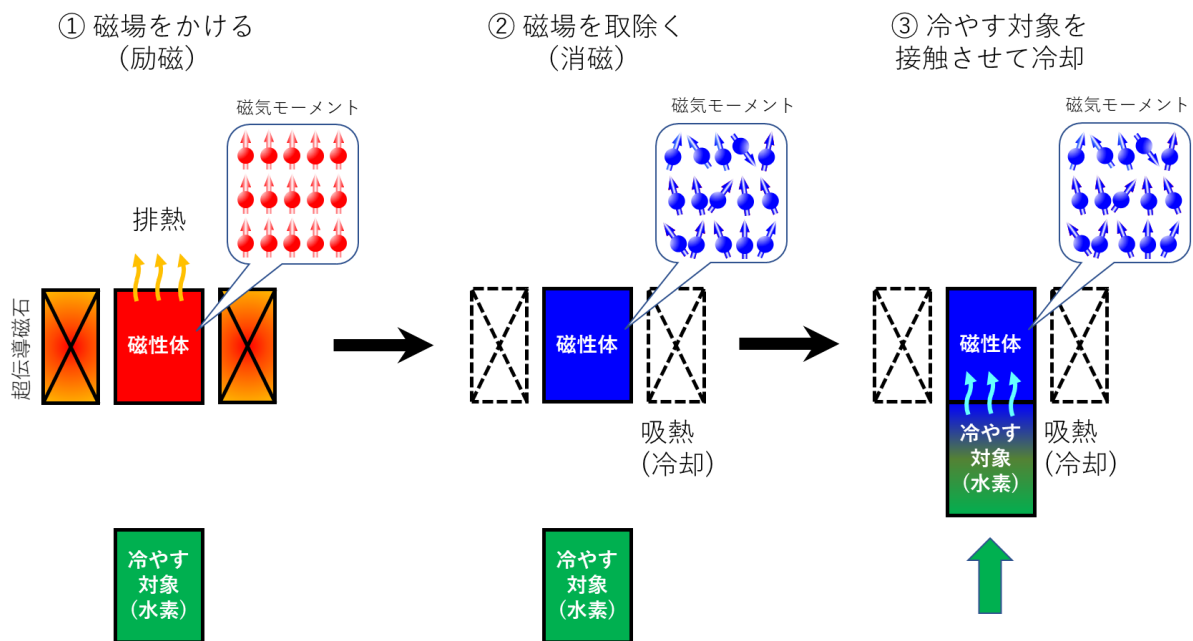 ① 磁場をかける
(励磁)
磁気モーメント
排熱
超伝導磁石
磁性体
冷やす
対象
(水素)
② 磁場を取除く
(消磁)
磁気モーメント
磁性体
吸熱
(冷却)
冷やす
対象
(水素)
③ 冷やす対象を
接触させて冷却
磁気モーメント
磁性体
冷やす
対象
(水素)
吸熱
(冷却)